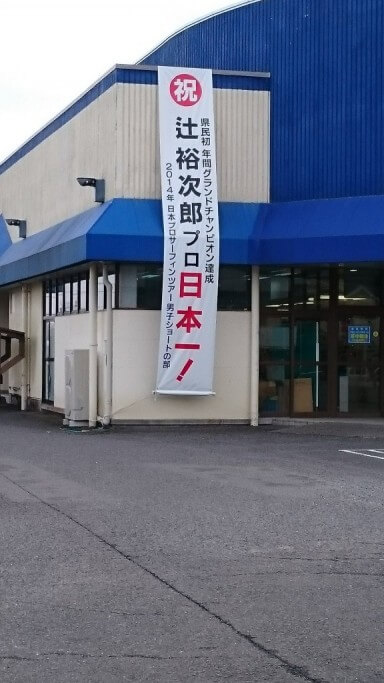 祝
県民初 年間グランドチャンピオン達成
辻裕次郎プロ日本一!
2014年 日本プロサーフィンツアー男子ショートの部